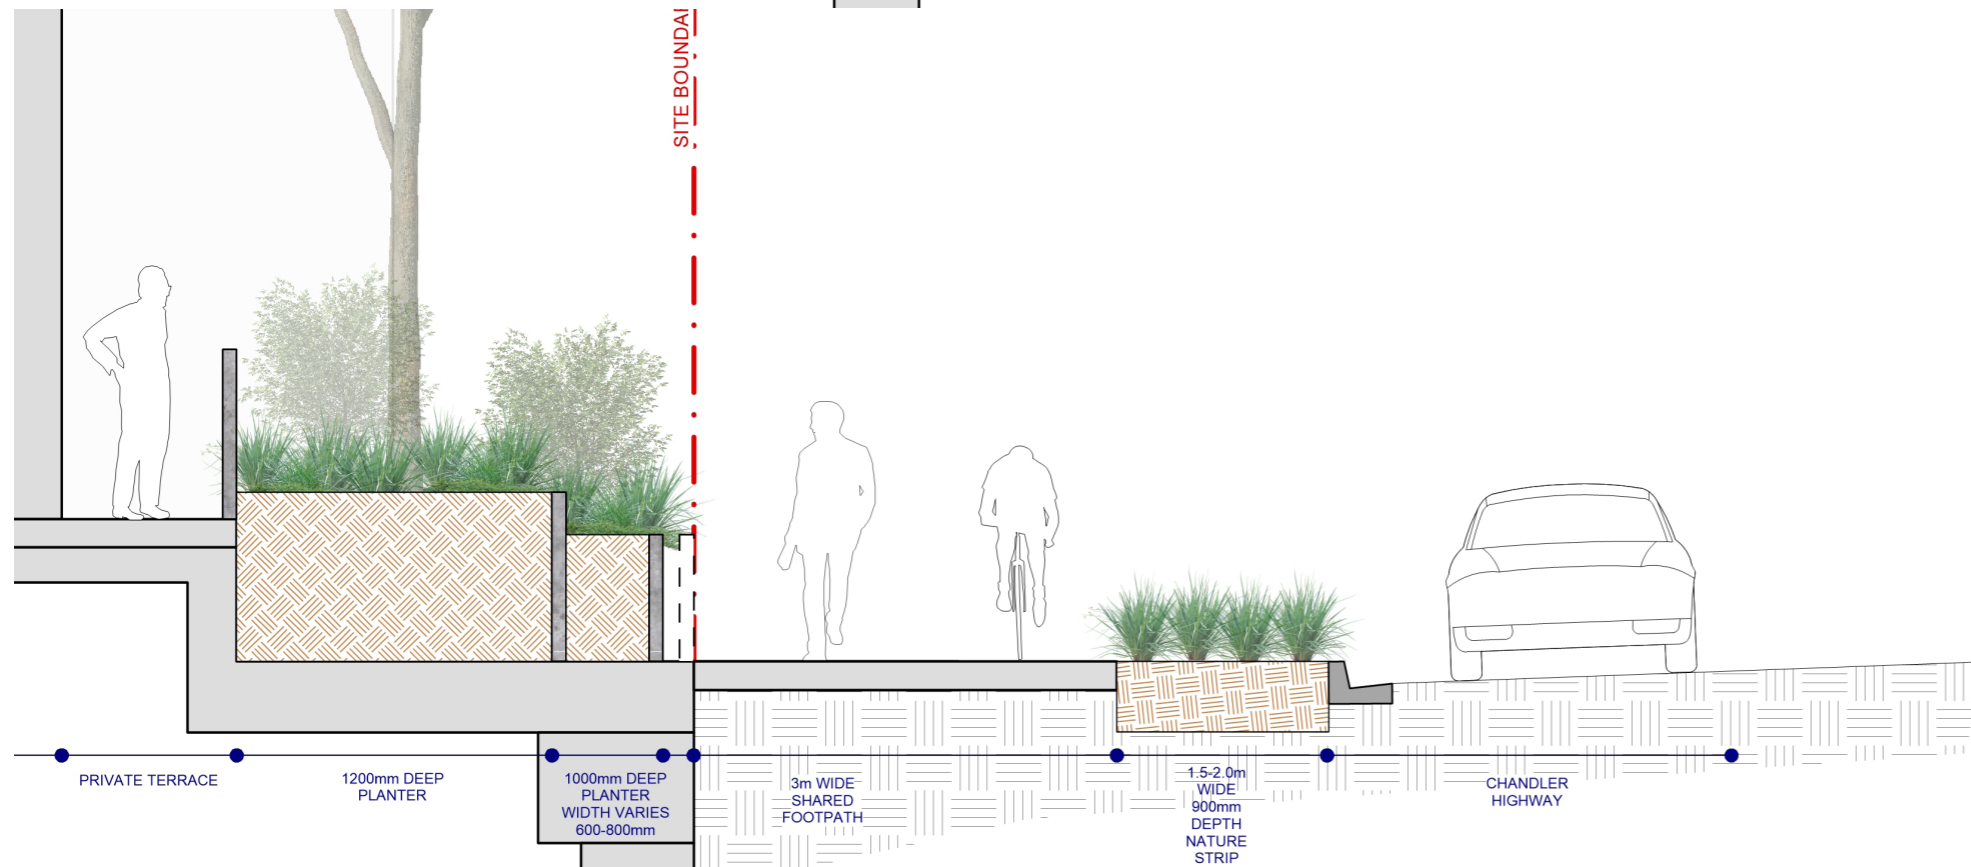 SITE BOUNDA
PRIVATE TERRACE
1200mm DEEP
PLANTER
1000mm DEEP
PLANTER
WIDTH VARIES
600-800mm
3m WIDE
SHARED
FOOTPATH
1.5-2.0m
WIDE
900mm
DEPTH
NATURE
STRIP
CHANDLER
HIGHWAY